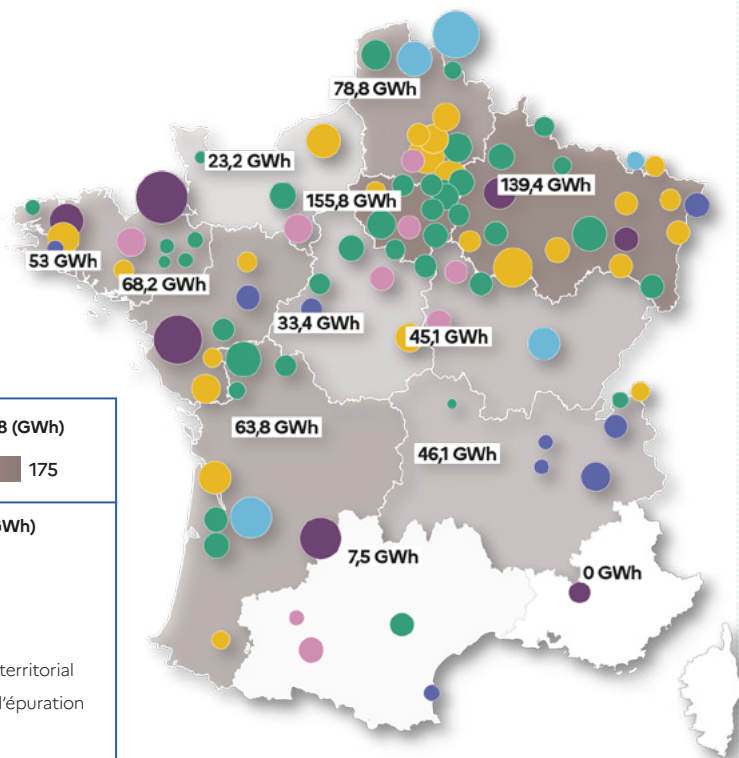 78,8 GWh
23,2 GWh
155,8 GWh
139,4 GWh
53 GWh
68,2 GWh
33,4 GWh
45,1 GWh
8 (GWh)
175
63,8 GWh
46,1 GWh
GWh)
7,5 GWh
0 GWh
territorial
l'épuration